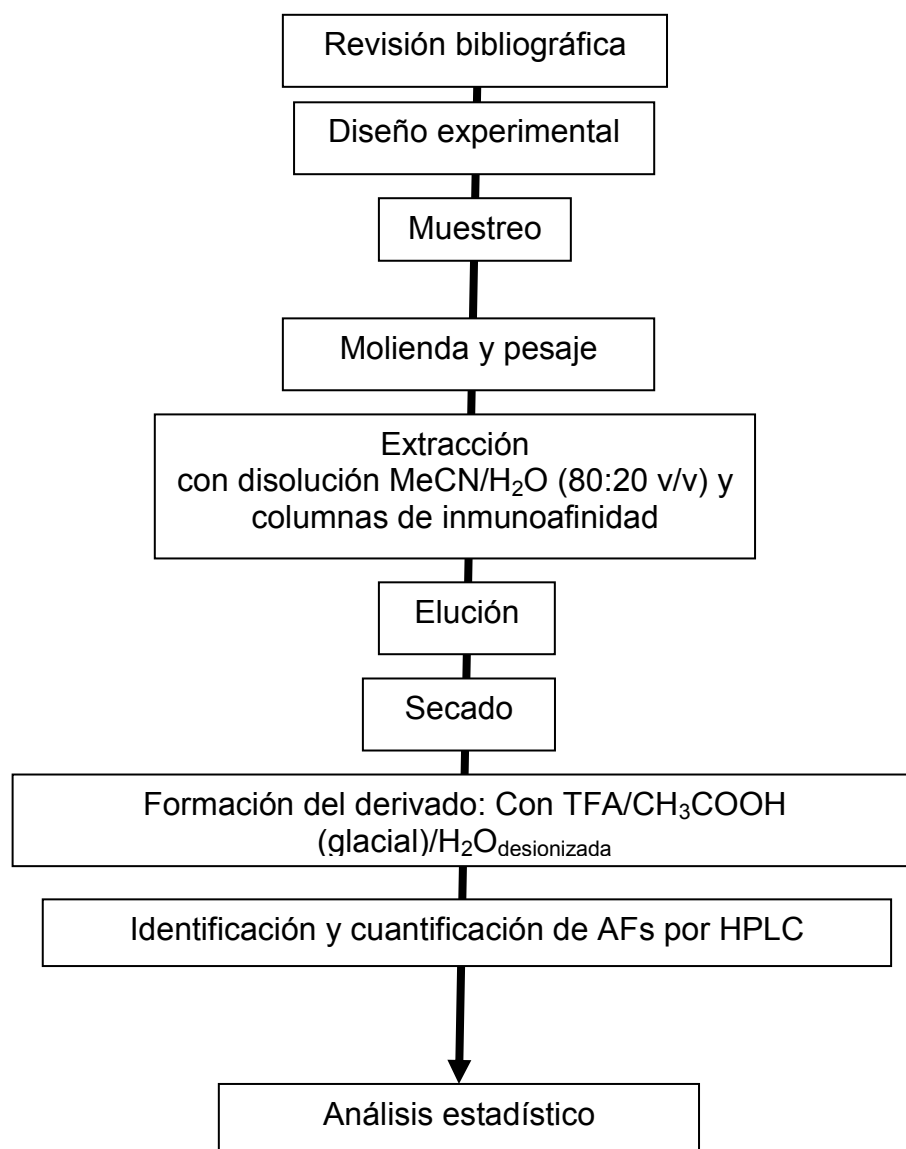 Revisión bibliográfica
Diseño experimental
Muestreo
Molienda y pesaje
Extracción
con disolución MeCN/H₂O (80:20 v/v) y
columnas de inmunoafinidad
Elución
Secado
Formación del derivado: Con TFA/CH₃COOH
(glacial)/H₂Odesionizada
Identificación y cuantificación de AFs por HPLC
Análisis estadístico